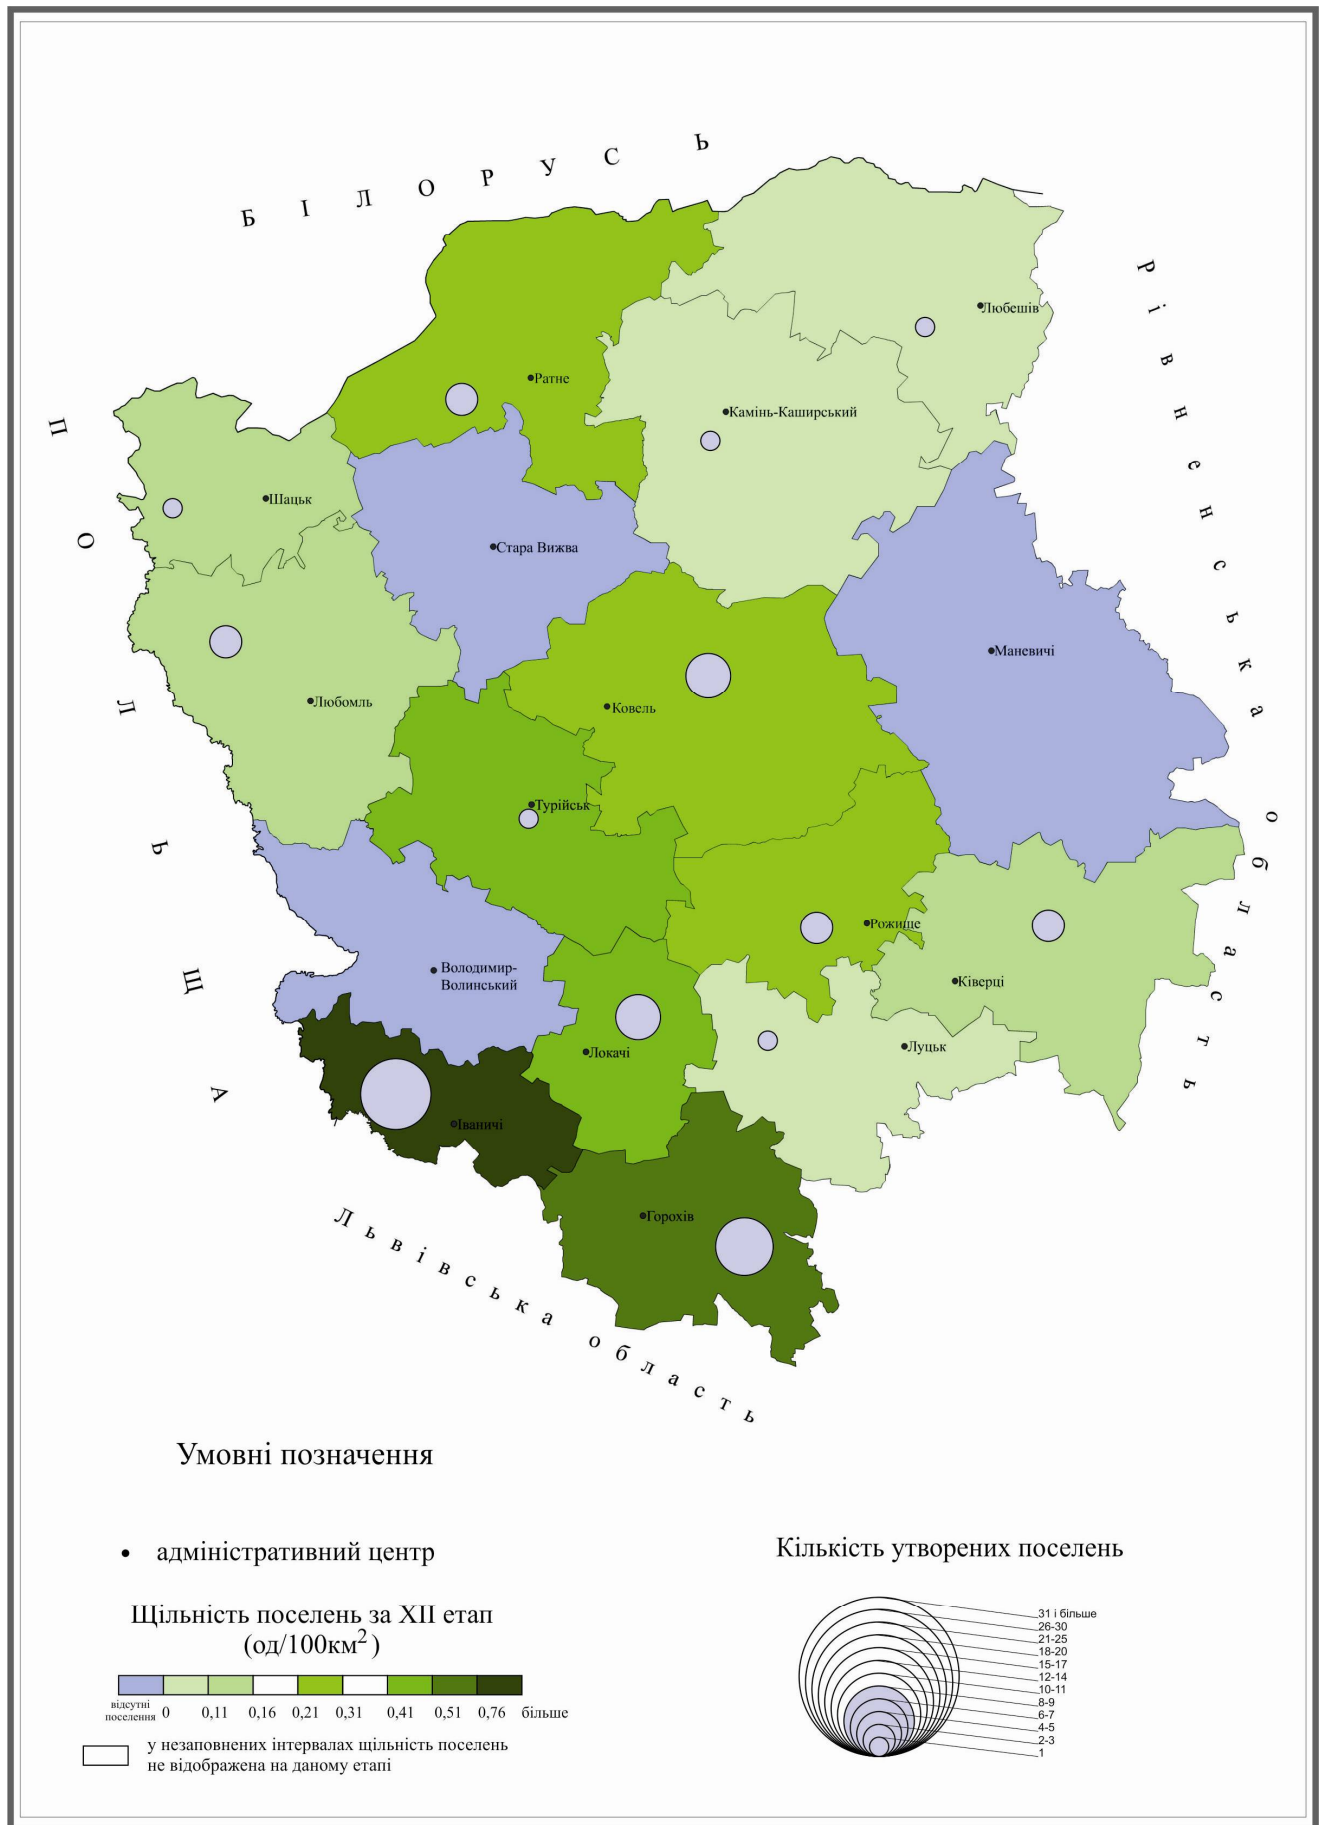 Б І Л О Р У С Ь
П О Л Ь Щ А
Р і в н е н с ь к а о б л а с т ь
Любешів
Ратне
Камінь-Каширський
Шацьк
Стара Вижва
Маневичі
Любомль
Ковель
Турійськ
Рожище
Володимир-
Волинський
Ківерці
Локачі
Луцьк
Іваничі
Горохів
Л ь в і в с ь к а о б л а с т ь
Умовні позначення
адміністративний центр
Щільність поселень за XII етап
(од/100км2)
відсутні
поселення
0 0,11 0,16 0,21 0,31 0,41 0,51 0,76 більше
у незаповнених інтервалах щільність поселень
не відображена на даному етапі
Кількість утворених поселень
31 і більше
26-30
21-25
18-20
15-17
12-14
10-11
8-9
6-7
4-5
2-3
1